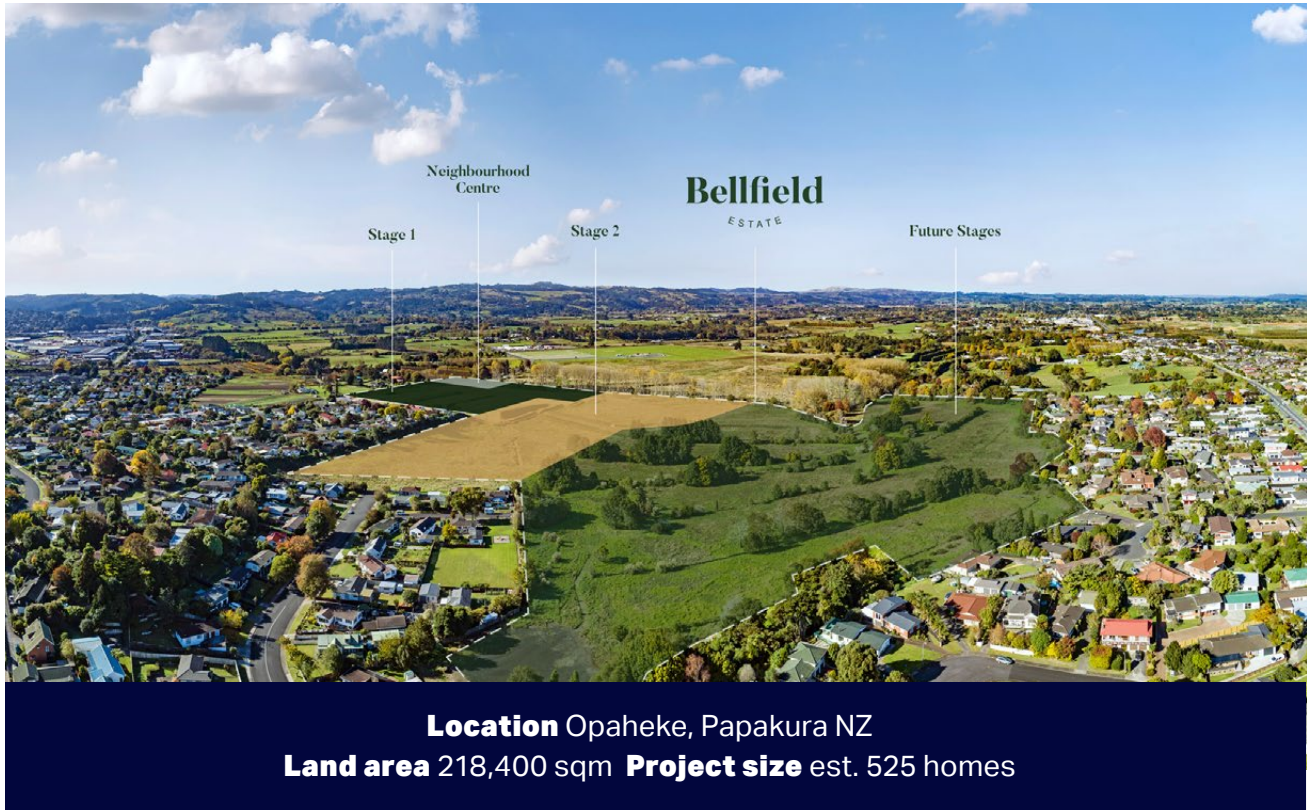 Neighbourhood
Centre
Bellfield
ESTATE
Stage 1
Stage 2
Future Stages
Location Opaheke, Papakura NZ
Land area 218,400 sqm Project size est. 525 homes